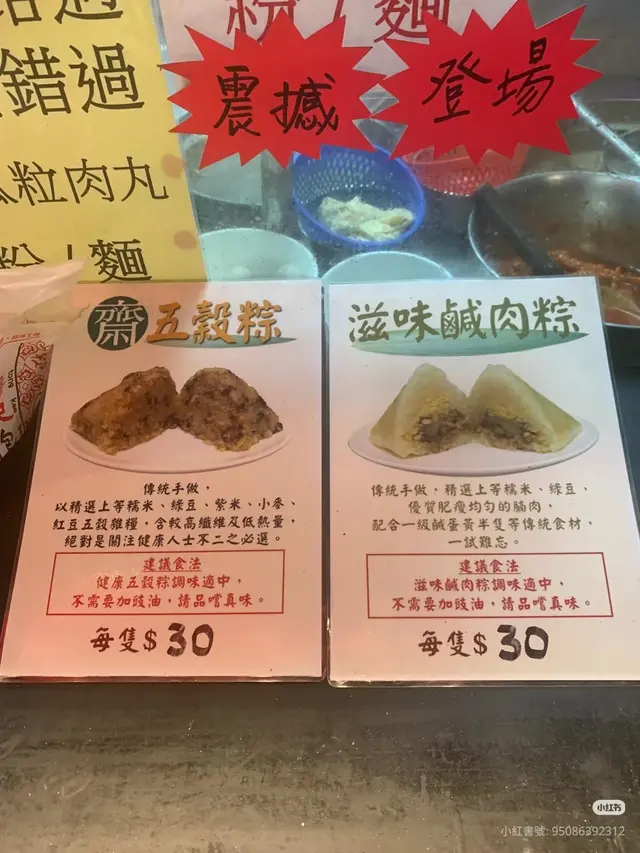 錯過
粒肉丸
粉/麵
粉/麵
震撼
登場
齋五穀粽
傳統手做，
以精選上等糯米、綠豆、紫米、小麥、
紅豆五穀雜糧，含較高纖維及低熱量，
絕對是關注健康人士不二之必選。
建議食法
健康五穀粽調味適中，
不需要加豉油，請品嚐真味。
每隻$30
滋味鹹肉粽
傳統手做，精選上等糯米、綠豆、
優質肥瘦均勻的腩肉，
配合一級鹹蛋黃半隻等傳統食材，
一試難忘。
建議食法
滋味鹹肉粽調味適中，
不需要加豉油，請品嚐真味。
每隻$30
小红书
小紅書號: 95086392312